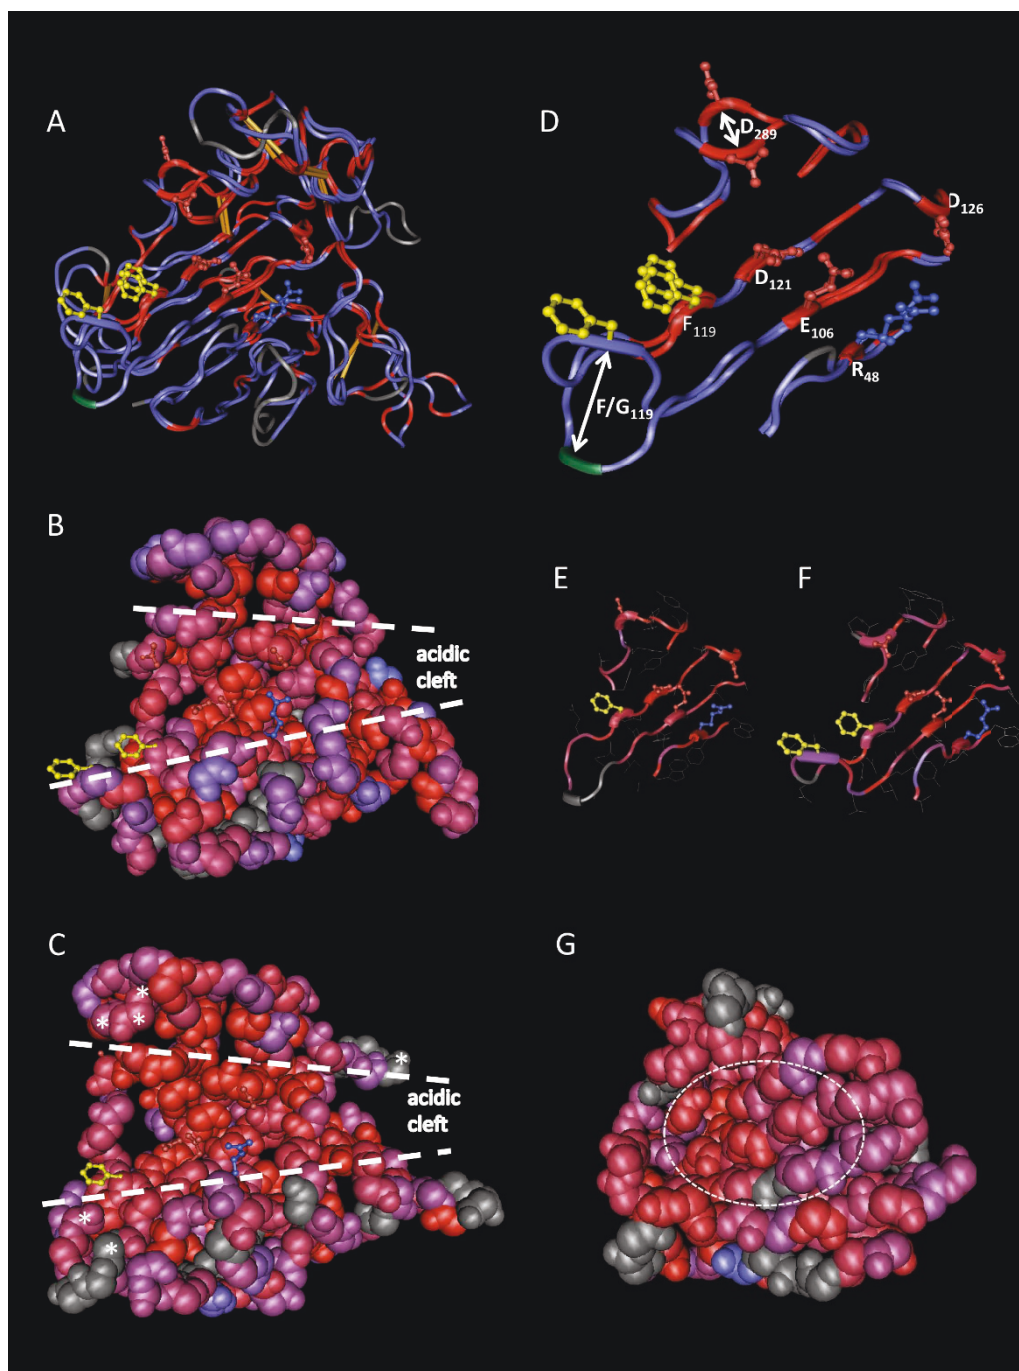 A
D
D289
D126
D121
F119
E106
R48
F/G119
B
E
F
acidic
cleft
C
G
*
*
*
*
acidic
cleft
*
*